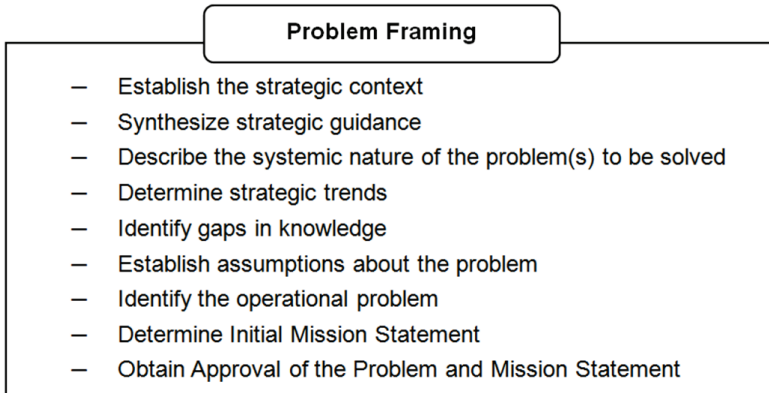 Problem Framing
– Establish the strategic context
– Synthesize strategic guidance
– Describe the systemic nature of the problem(s) to be solved
– Determine strategic trends
– Identify gaps in knowledge
– Establish assumptions about the problem
– Identify the operational problem
– Determine Initial Mission Statement
– Obtain Approval of the Problem and Mission Statement